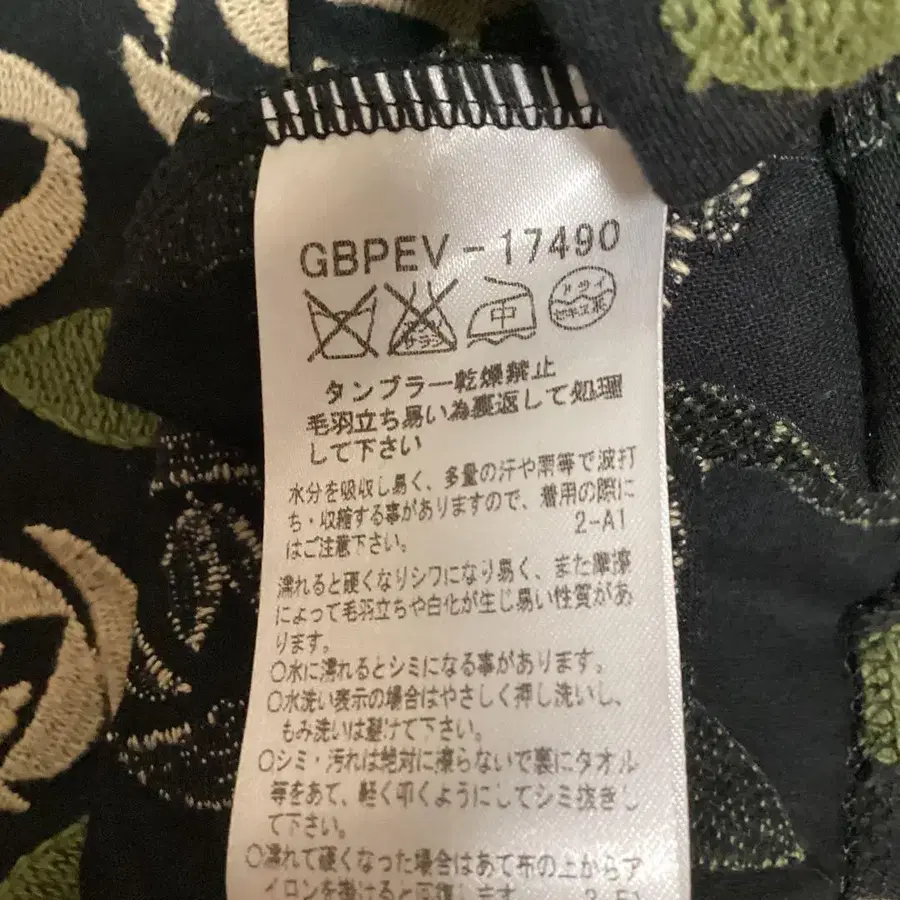 GBPEV-17490
中
ドライ
セキユ系
タンブラー乾燥禁止
毛羽立ち易い為裏返して処理
して下さい
水分を吸収し易く、多量の汗や雨等で波打
ち・収縮する事がありますので、着用の際に
はご注意下さい。
2-A1
濡れると硬くなりシワになり易く、また摩擦
によって毛羽立ちや白化が生じ易い性質があ
ります。
○水に濡れるとシミになる事があります。
○水洗い表示の場合はやさしく押し洗いし、
もみ洗いは避けて下さい。
○シミ・汚れは絶対に擦らないで裏にタオル
等をあて、軽く叩くようにしてシミ抜きし
て下さい。
○濡れて硬くなった場合はあて布の上からア
イロンを掛けると回復します